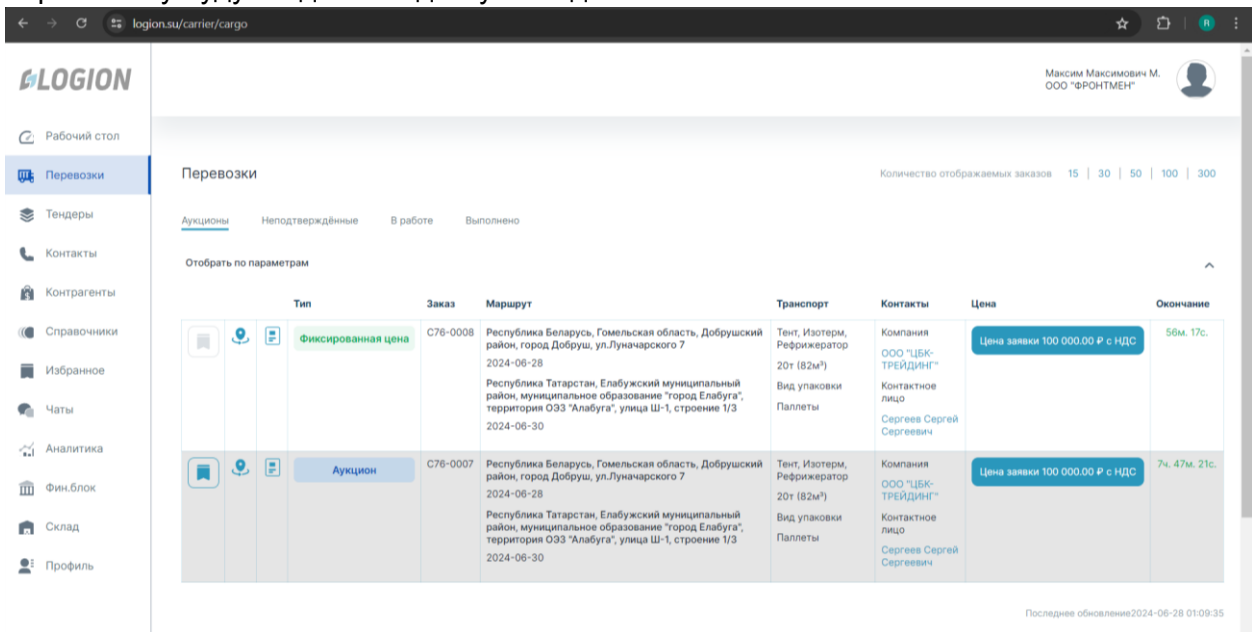 logion.su/carrier/cargo
R
LOGION
Максим Максимович М.
ООО "ФРОНТМЕН"
Рабочий стол
Перевозки
Тендеры
Контакты
Контрагенты
Справочники
Избранное
Чаты
Аналитика
Фин.блок
Склад
Профиль
Перевозки
Количество отображаемых заказов 15 | 30 | 50 | 100 | 300
Аукционы Неподтверждённые В работе Выполнено
Отобрать по параметрам
Тип Заказ Маршрут Транспорт Контакты Цена Окончание
Фиксированная цена
C76-0008
Республика Беларусь, Гомельская область, Добрушский
район, город Добруш, ул.Луначарского 7
2024-06-28
Республика Татарстан, Елабужский муниципальный
район, муниципальное образование "город Елабуга",
территория ОЭЗ "Алабуга", улица Ш-1, строение 1/3
2024-06-30
Тент, Изотерм,
Рефрижератор
20т (82м³)
Вид упаковки
Паллеты
Компания
ООО "ЦБК-
ТРЕЙДИНГ"
Контактное
лицо
Сергеев Сергей
Сергеевич
Цена заявки 100 000.00 ₽ с НДС
56м. 17с.
Аукцион
C76-0007
Республика Беларусь, Гомельская область, Добрушский
район, город Добруш, ул.Луначарского 7
2024-06-28
Республика Татарстан, Елабужский муниципальный
район, муниципальное образование "город Елабуга",
территория ОЭЗ "Алабуга", улица Ш-1, строение 1/3
2024-06-30
Тент, Изотерм,
Рефрижератор
20т (82м³)
Вид упаковки
Паллеты
Компания
ООО "ЦБК-
ТРЕЙДИНГ"
Контактное
лицо
Сергеев Сергей
Сергеевич
Цена заявки 100 000.00 ₽ с НДС
7ч. 47м. 21с.
Последнее обновление2024-06-28 01:09:35